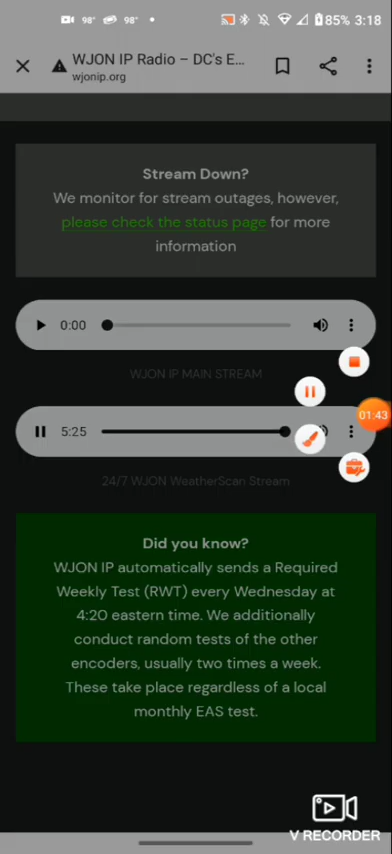 98° 98° 85% 3:18
WJON IP Radio – DC's E...
wjonip.org
Stream Down?
We monitor for stream outages, however,
please check the status page for more
information
0:00
WJON IP MAIN STREAM
01:43
5:25
24/7 WJON WeatherScan Stream
Did you know?
WJON IP automatically sends a Required
Weekly Test (RWT) every Wednesday at
4:20 eastern time. We additionally
conduct random tests of the other
encoders, usually two times a week.
These take place regardless of a local
monthly EAS test.
V RECORDER